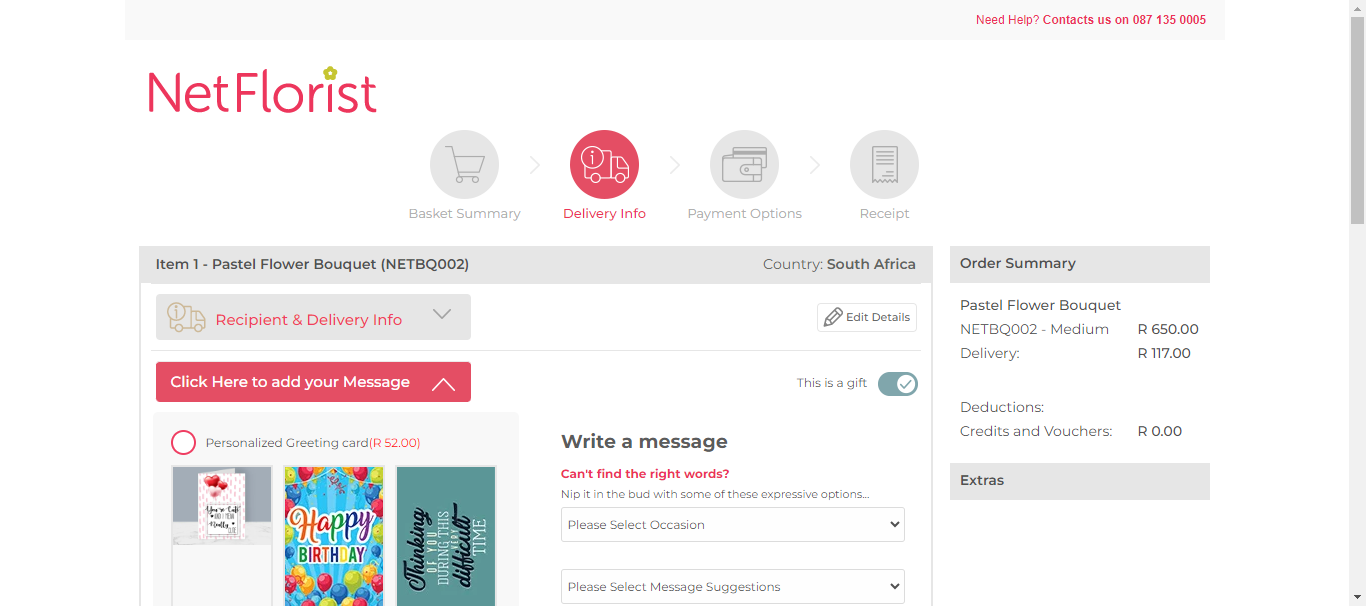 Need Help? Contacts us on 087 135 0005
NetFlorist
Basket Summary
Delivery Info
Payment Options
Receipt
Item 1 - Pastel Flower Bouquet (NETBQ002)
Country: South Africa
Recipient & Delivery Info
Edit Details
Click Here to add your Message
This is a gift
Personalized Greeting card(R 52.00)
You're Cute
AND I MEAN
Really
CUTE
Happy
BIRTHDAY
Thinking
OF YOU
DURING THIS
VERY
difficult
TIME
Write a message
Can't find the right words?
Nip it in the bud with some of these expressive options...
Please Select Occasion
Please Select Message Suggestions
Order Summary
Pastel Flower Bouquet
NETBQ002 - Medium R 650.00
Delivery: R 117.00
Deductions:
Credits and Vouchers: R 0.00
Extras